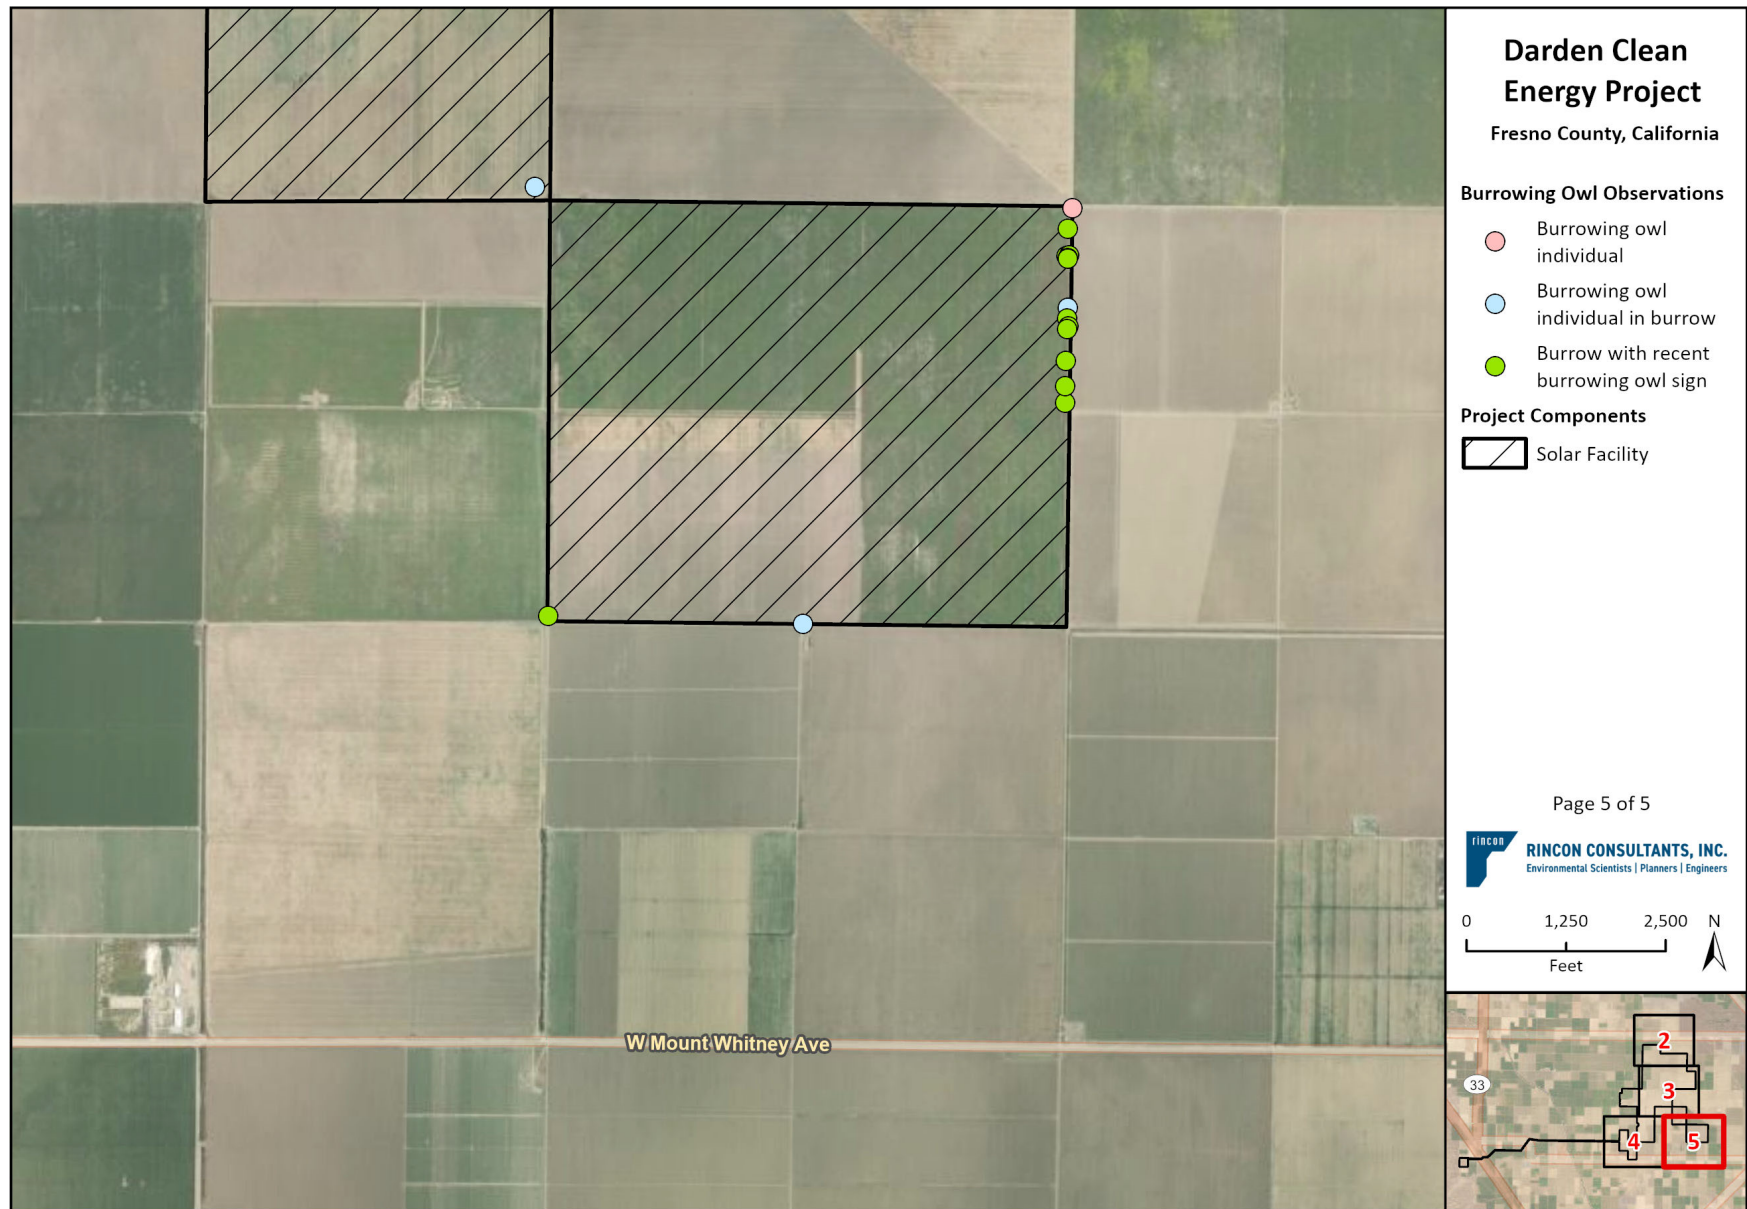 Darden Clean
Energy Project
Fresno County, California
Burrowing Owl Observations
Burrowing owl
individual
Burrowing owl
individual in burrow
Burrow with recent
burrowing owl sign
Project Components
Solar Facility
Page 5 of 5
rincon
RINCON CONSULTANTS, INC.
Environmental Scientists | Planners | Engineers
0 1,250 2,500 N
Feet
W Mount Whitney Ave
2
33
3
4
5